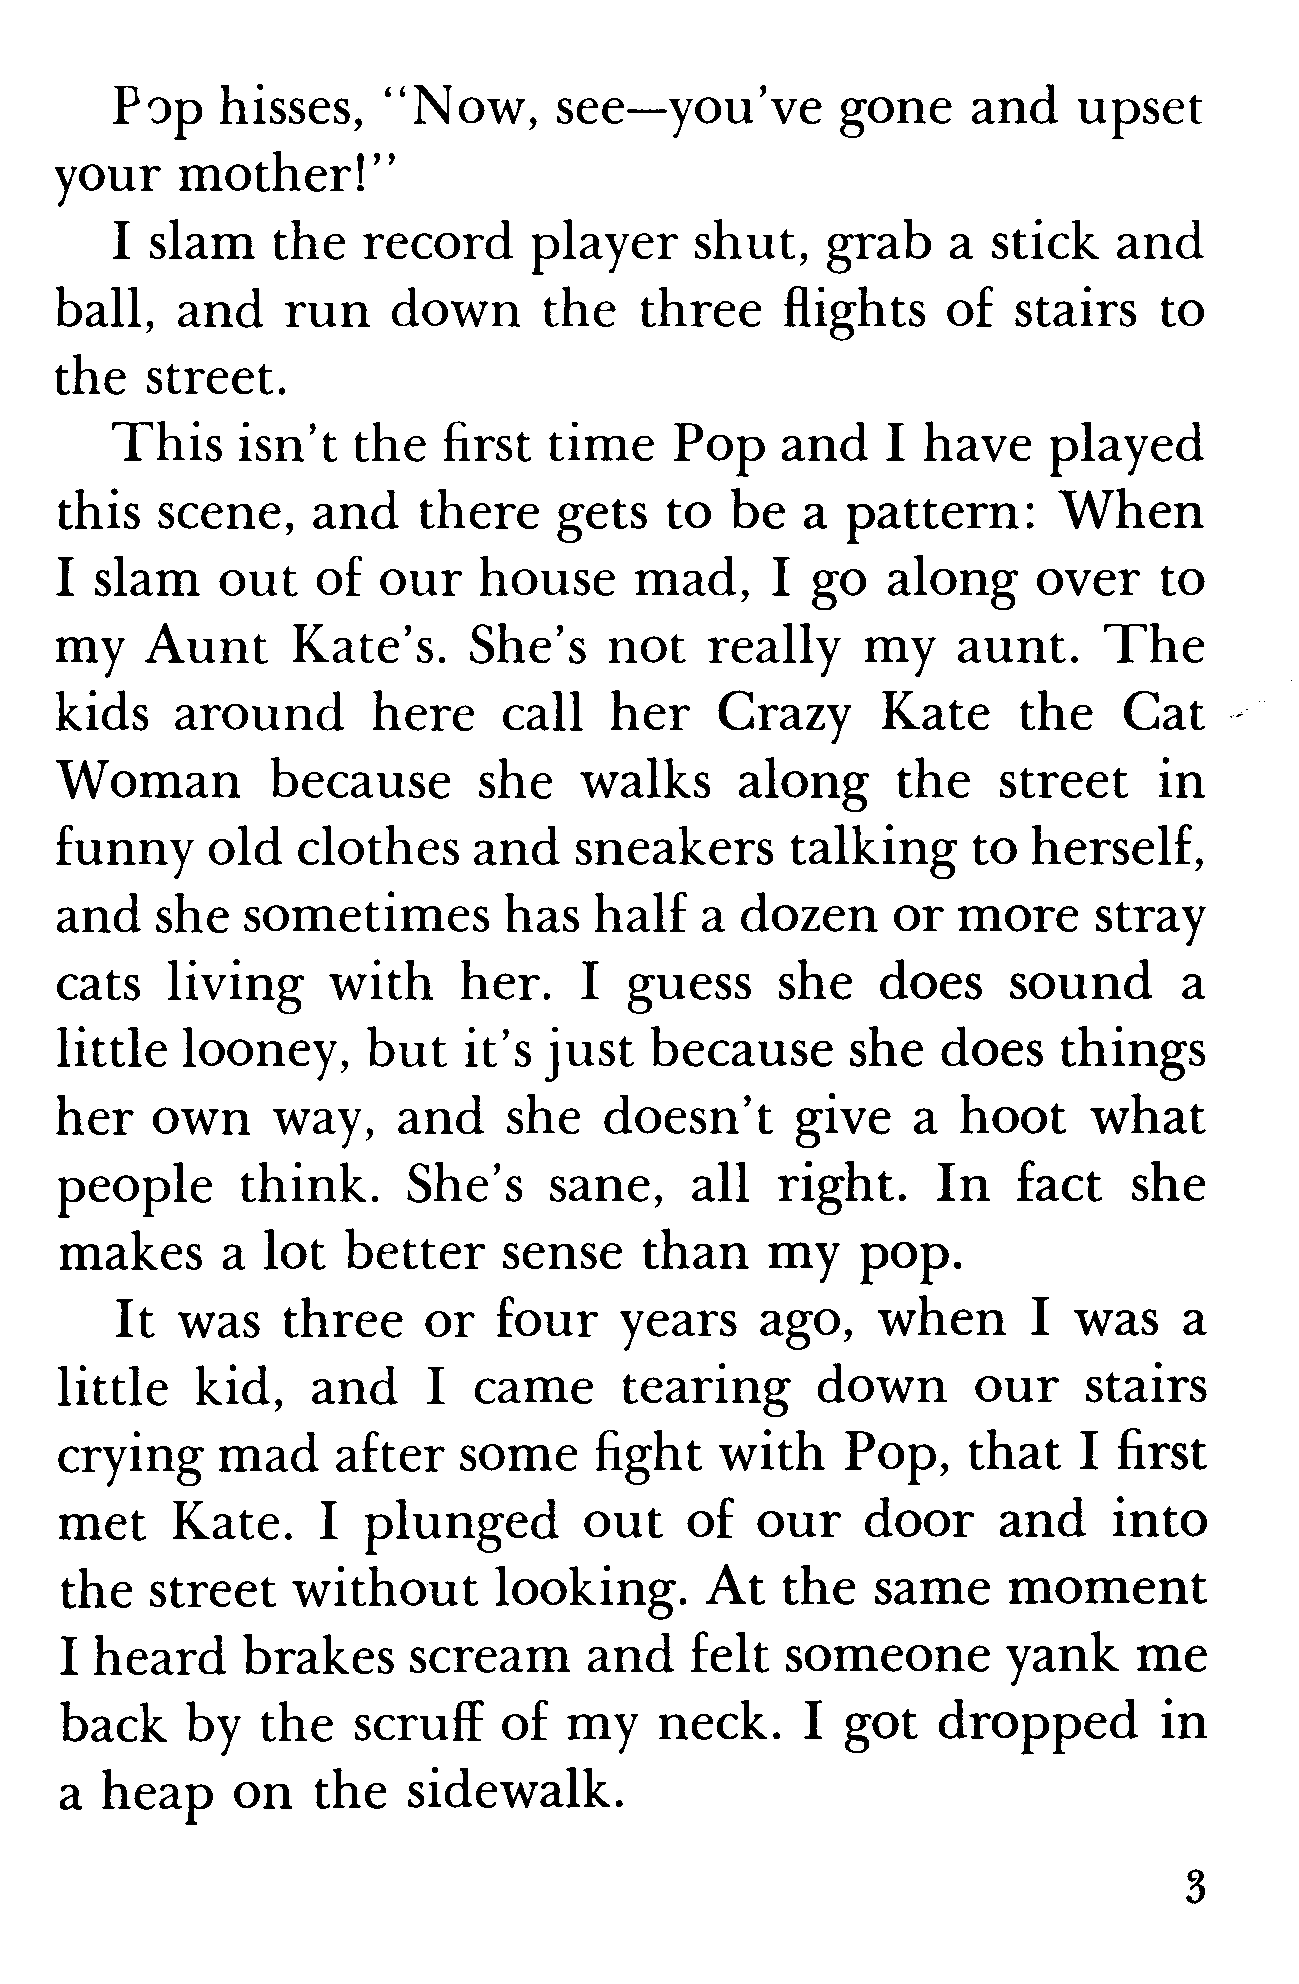 Pop hisses, “Now, see—you’ve gone and upset
your mother!”
I slam the record player shut, grab a stick and
ball, and run down the three flights of stairs to
the street.
This isn’t the first time Pop and I have played
this scene, and there gets to be a pattern: When
I slam out of our house mad, I go along over to
my Aunt Kate’s. She’s not really my aunt. The
kids around here call her Crazy Kate the Cat
Woman because she walks along the street in
funny old clothes and sneakers talking to herself,
and she sometimes has half a dozen or more stray
cats living with her. I guess she does sound a
little looney, but it’s just because she does things
her own way, and she doesn’t give a hoot what
people think. She’s sane, all right. In fact she
makes a lot better sense than my pop.
It was three or four years ago, when I was a
little kid, and I came tearing down our stairs
crying mad after some fight with Pop, that I first
met Kate. I plunged out of our door and into
the street without looking. At the same moment
I heard brakes scream and felt someone yank me
back by the scruff of my neck. I got dropped in
a heap on the sidewalk.
3